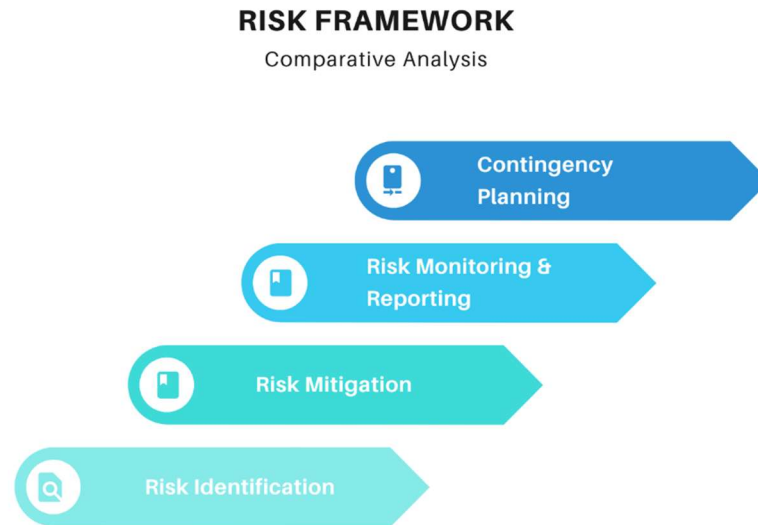 RISK FRAMEWORK
Comparative Analysis
Contingency
Planning
Risk Monitoring &
Reporting
Risk Mitigation
Risk Identification